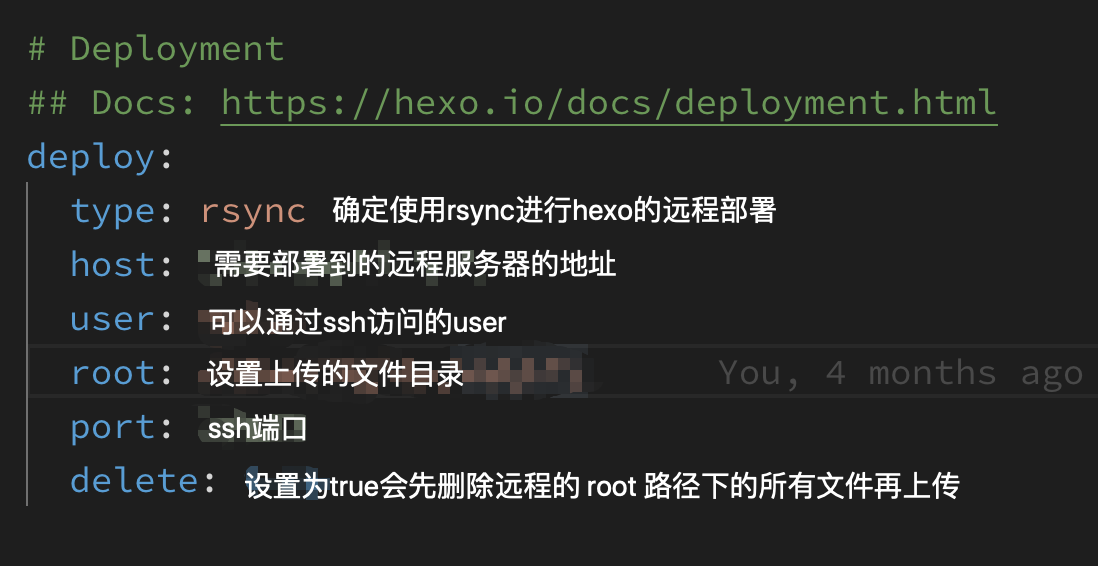 # Deployment
## Docs: https://hexo.io/docs/deployment.html
deploy:
type: rsync 确定使用rsync进行hexo的远程部署
host: 需要部署到的远程服务器的地址
user: 可以通过ssh访问的user
root: 设置上传的文件目录 You, 4 months ago
port: ssh端口
delete: 设置为true会先删除远程的 root 路径下的所有文件再上传